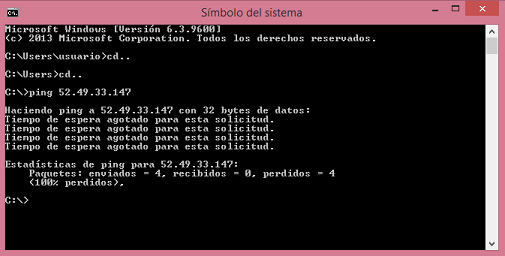 Símbolo del sistema
Microsoft Windows [Versión 6.3.9600]
(c) 2013 Microsoft Corporation. Todos los derechos reservados.
C:\Users\usuario>cd..
C:\Users>cd..
C:\>ping 52.49.33.147
Haciendo ping a 52.49.33.147 con 32 bytes de datos:
Tiempo de espera agotado para esta solicitud.
Tiempo de espera agotado para esta solicitud.
Tiempo de espera agotado para esta solicitud.
Tiempo de espera agotado para esta solicitud.
Estadísticas de ping para 52.49.33.147:
Paquetes: enviados = 4, recibidos = 0, perdidos = 4
(100% perdidos),
C:\>